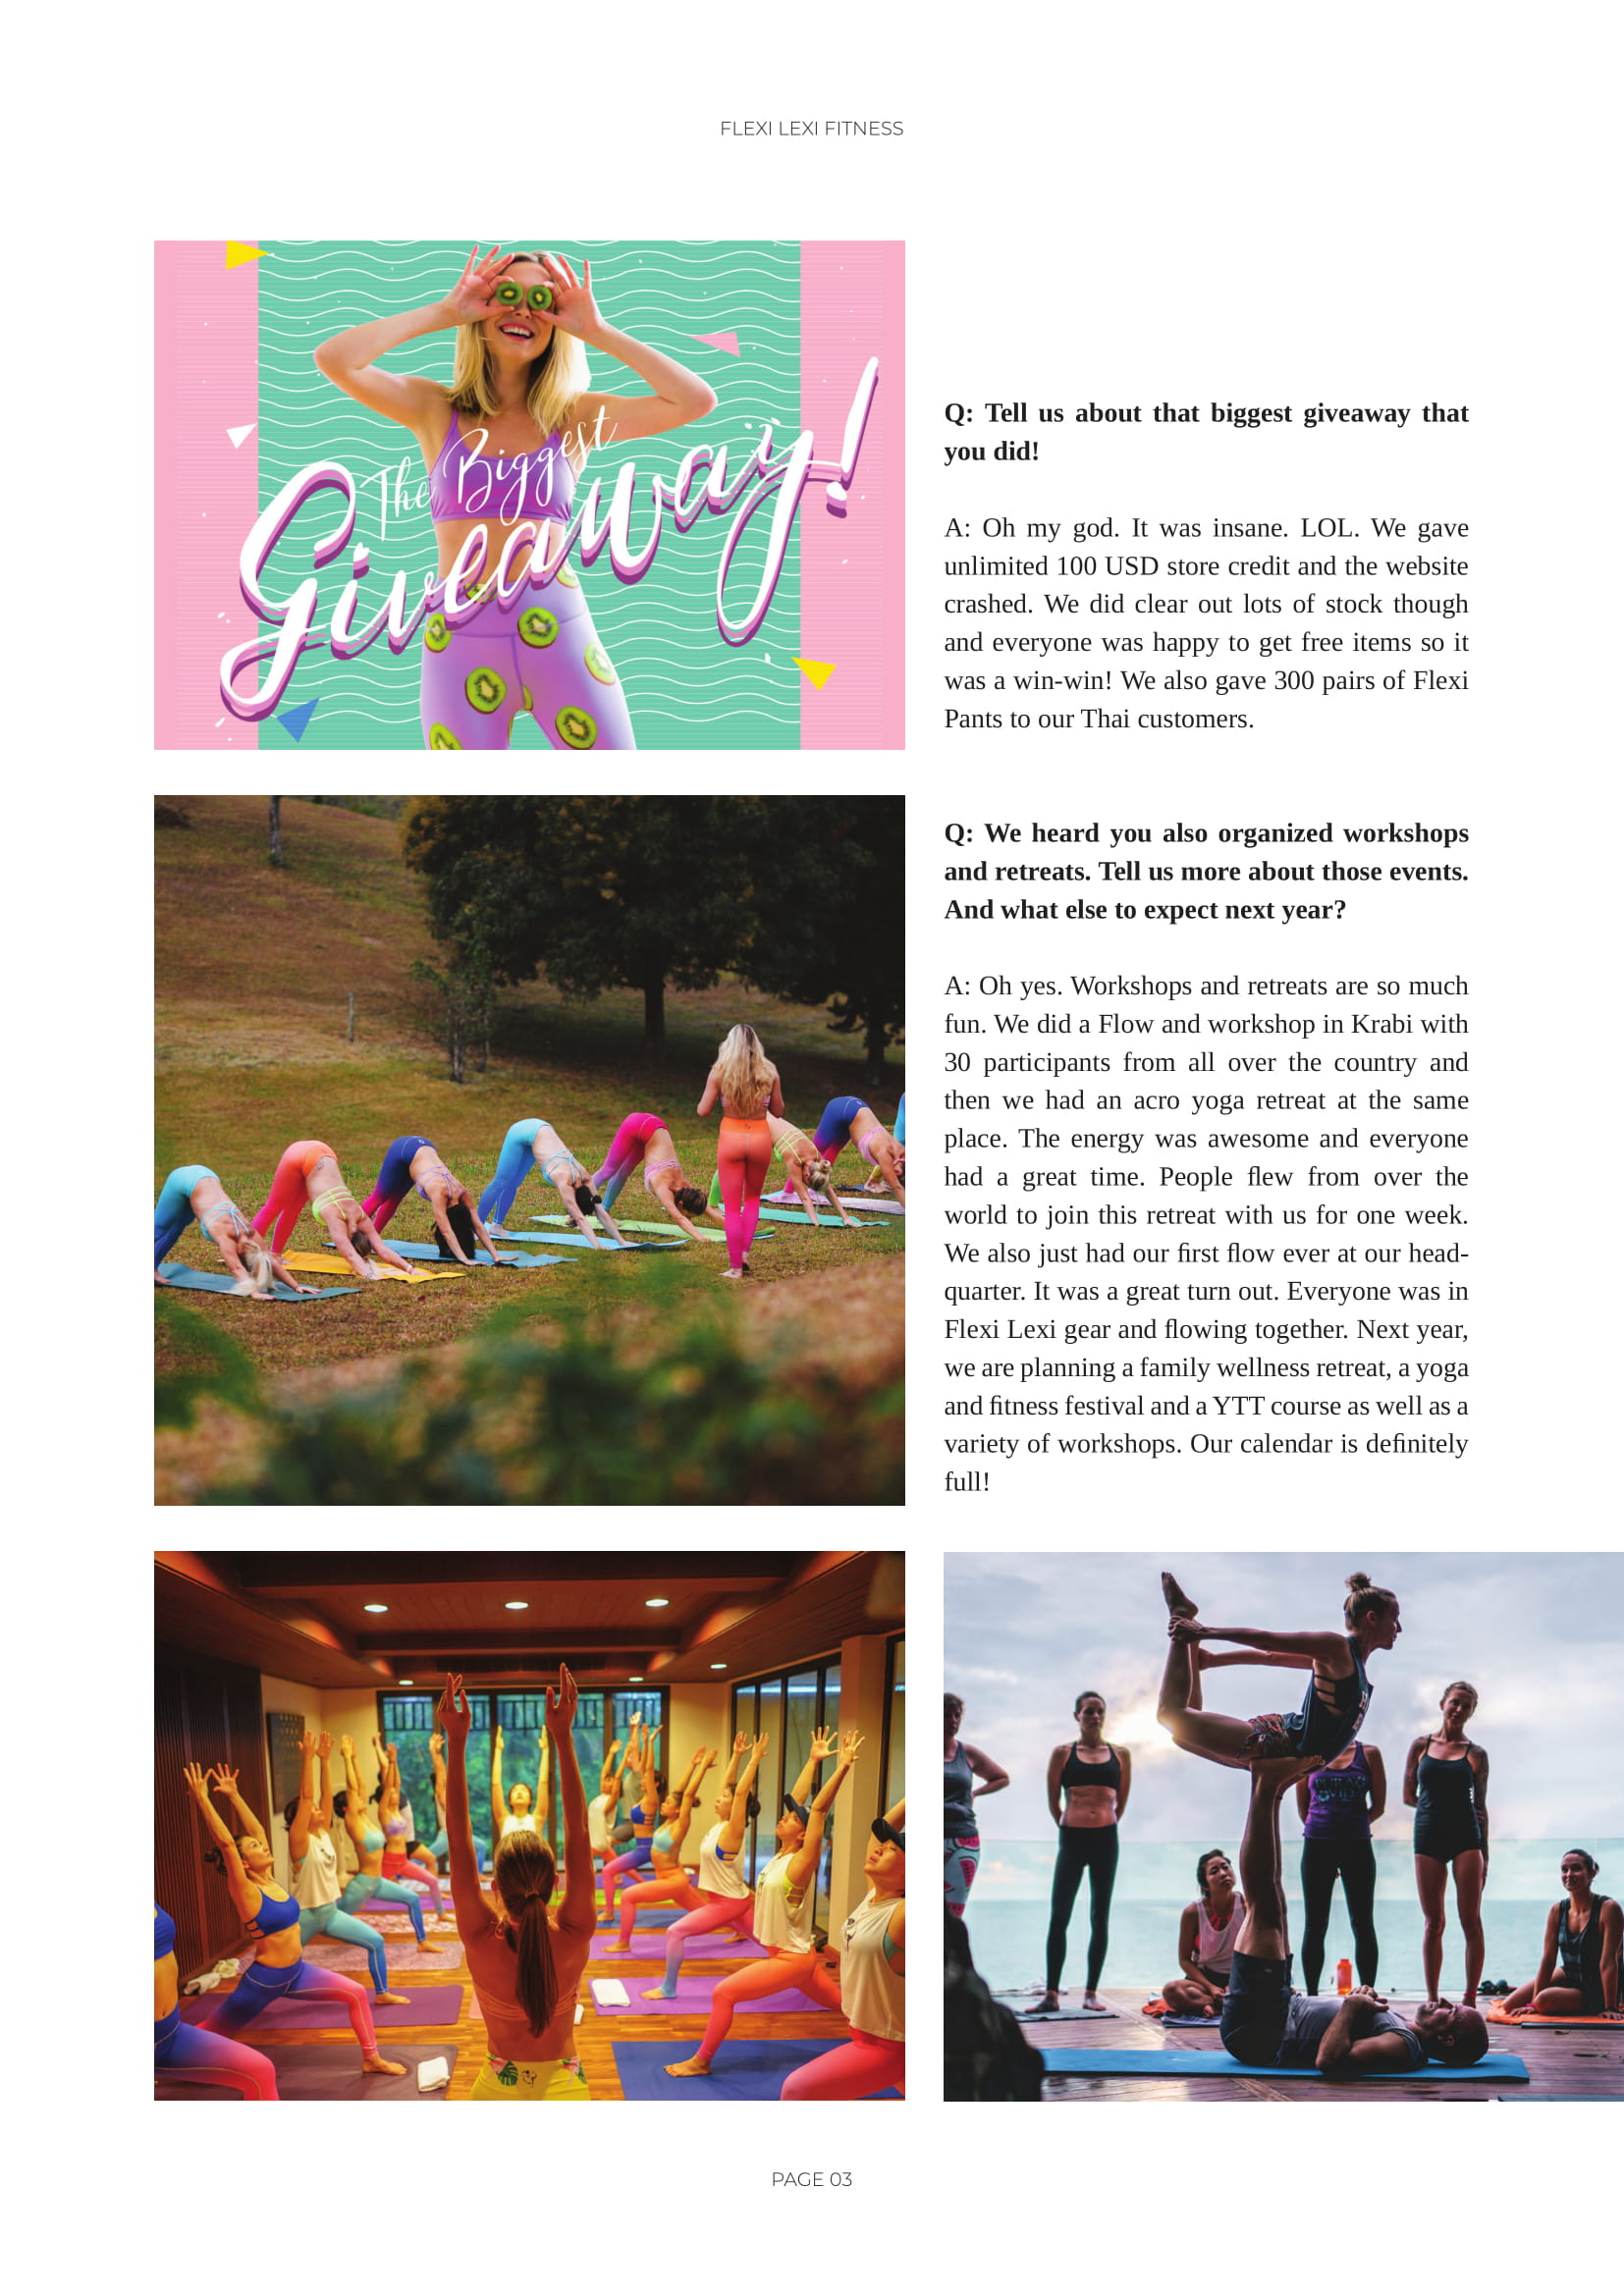 FLEXI LEXI FITNESS
The Biggest
Giveaway!
Q: Tell us about that biggest giveaway that
you did!
A: Oh my god. It was insane. LOL. We gave
unlimited 100 USD store credit and the website
crashed. We did clear out lots of stock though
and everyone was happy to get free items so it
was a win-win! We also gave 300 pairs of Flexi
Pants to our Thai customers.
Q: We heard you also organized workshops
and retreats. Tell us more about those events.
And what else to expect next year?
A: Oh yes. Workshops and retreats are so much
fun. We did a Flow and workshop in Krabi with
30 participants from all over the country and
then we had an acro yoga retreat at the same
place. The energy was awesome and everyone
had a great time. People flew from over the
world to join this retreat with us for one week.
We also just had our first flow ever at our head-
quarter. It was a great turn out. Everyone was in
Flexi Lexi gear and flowing together. Next year,
we are planning a family wellness retreat, a yoga
and fitness festival and a YTT course as well as a
variety of workshops. Our calendar is definitely
full!
PAGE 03